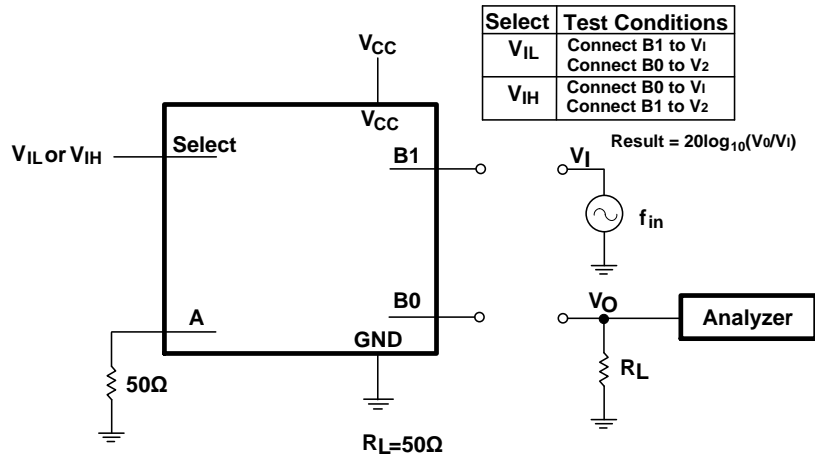 Select Test Conditions
VIL Connect B1 to VI
Connect B0 to V2
VIH Connect B0 to VI
Connect B1 to V2
Result = 20log10(V0/VI)
VCC
VCC
VIL or VIH
Select
B1
VI
fin
A
B0
VO
Analyzer
GND
50Ω
RL
RL=50Ω